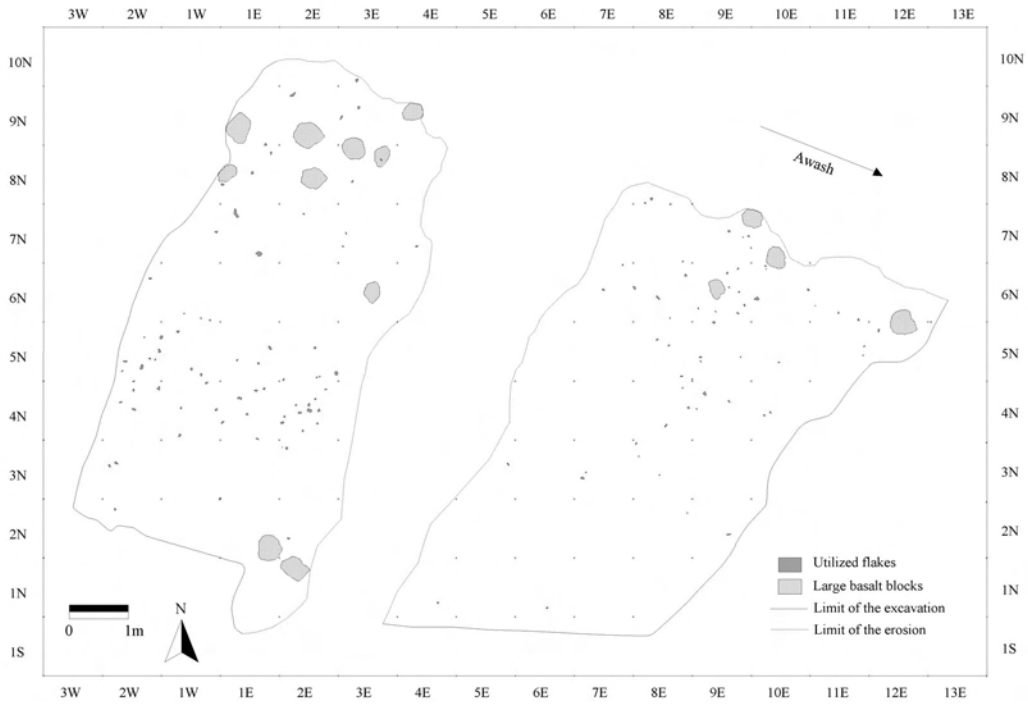 3W 2W 1W 1E 2E 3E 4E 5E 6E 7E 8E 9E 10E 11E 12E 13E
10N 10N
9N 9N
8N 8N
7N 7N
6N 6N
5N 5N
4N 4N
3N 3N
2N 2N
1N 1N
1S 1S
Awash
Utilized flakes
Large basalt blocks
Limit of the excavation
Limit of the erosion
N
0 1m
3W 2W 1W 1E 2E 3E 4E 5E 6E 7E 8E 9E 10E 11E 12E 13E